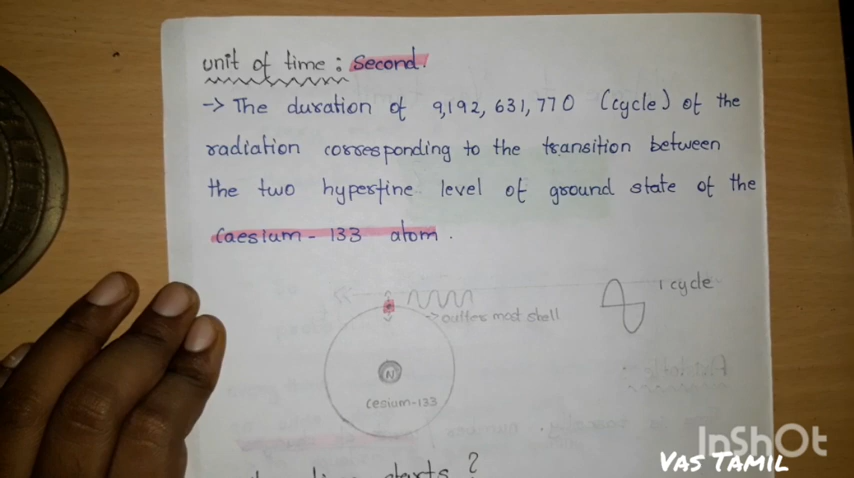 unit of time : Second.
-> The duration of 9,192,631,770 (cycle) of the
radiation corresponding to the transition between
the two hyperfine level of ground state of the
Caesium-133 atom.
1 cycle
-> outter most shell
N
cesium-133
starts ?
InShOt
VAS TAMIL